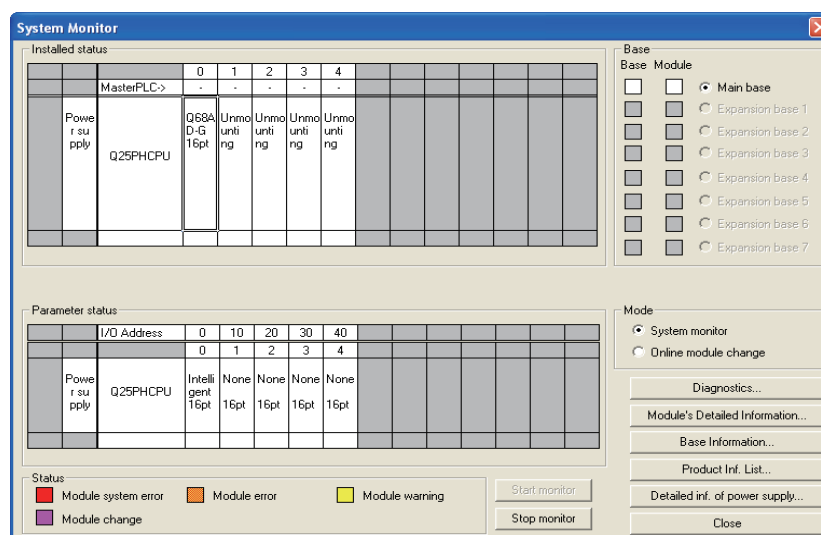 System Monitor
Installed status
0 1 2 3 4
MasterPLC-> - - - - -
Powe
r su
pply
Q25PHCPU
Q68A
D-G
16pt
Unmo
unti
ng
Unmo
unti
ng
Unmo
unti
ng
Unmo
unti
ng
Base
Base Module
Main base
Expansion base 1
Expansion base 2
Expansion base 3
Expansion base 4
Expansion base 5
Expansion base 6
Expansion base 7
Parameter status
I/O Address 0 10 20 30 40
0 1 2 3 4
Powe
r su
pply
Q25PHCPU
Intelli
gent
16pt
None
16pt
None
16pt
None
16pt
None
16pt
Mode
System monitor
Online module change
Diagnostics...
Module's Detailed Information...
Base Information...
Product Inf. List...
Detailed inf. of power supply...
Close
Status
Module system error
Module error
Module warning
Module change
Start monitor
Stop monitor